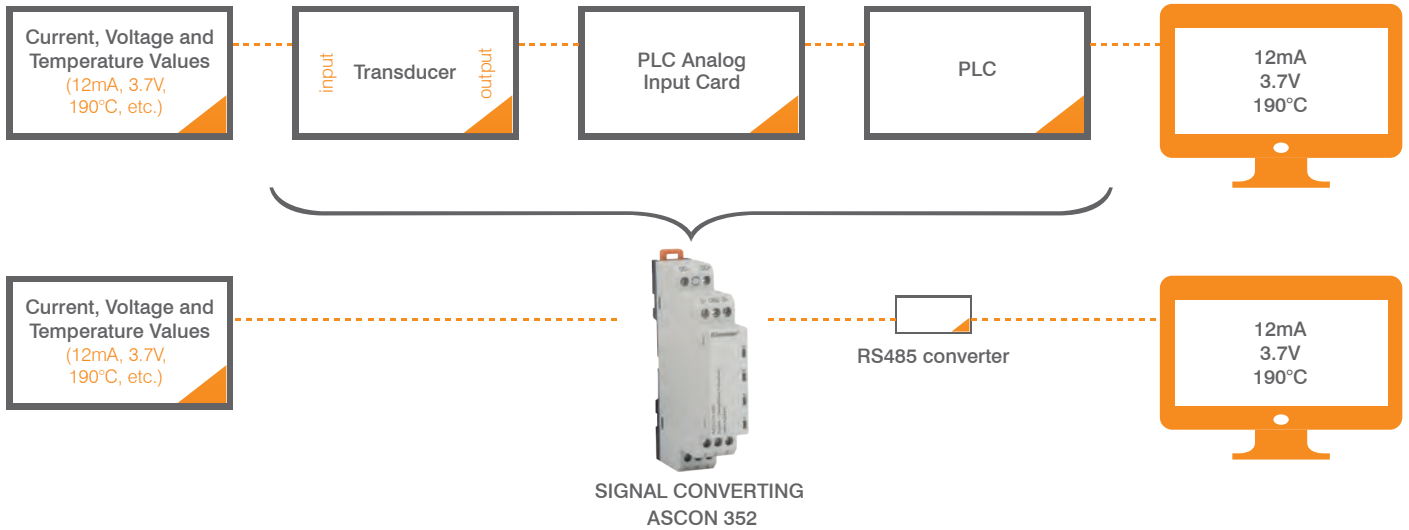 Current, Voltage and
Temperature Values
(12mA, 3.7V,
190°C, etc.)
input
Transducer
output
PLC Analog
Input Card
PLC
12mA
3.7V
190°C
Current, Voltage and
Temperature Values
(12mA, 3.7V,
190°C, etc.)
RS485 converter
12mA
3.7V
190°C
SIGNAL CONVERTING
ASCON 352